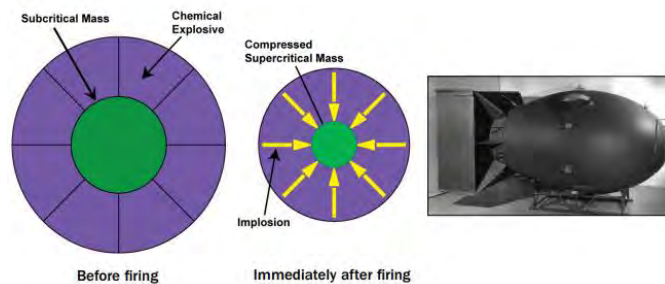 Subcritical Mass
Chemical
Explosive
Compressed
Supercritical Mass
Implosion
Before firing
Immediately after firing